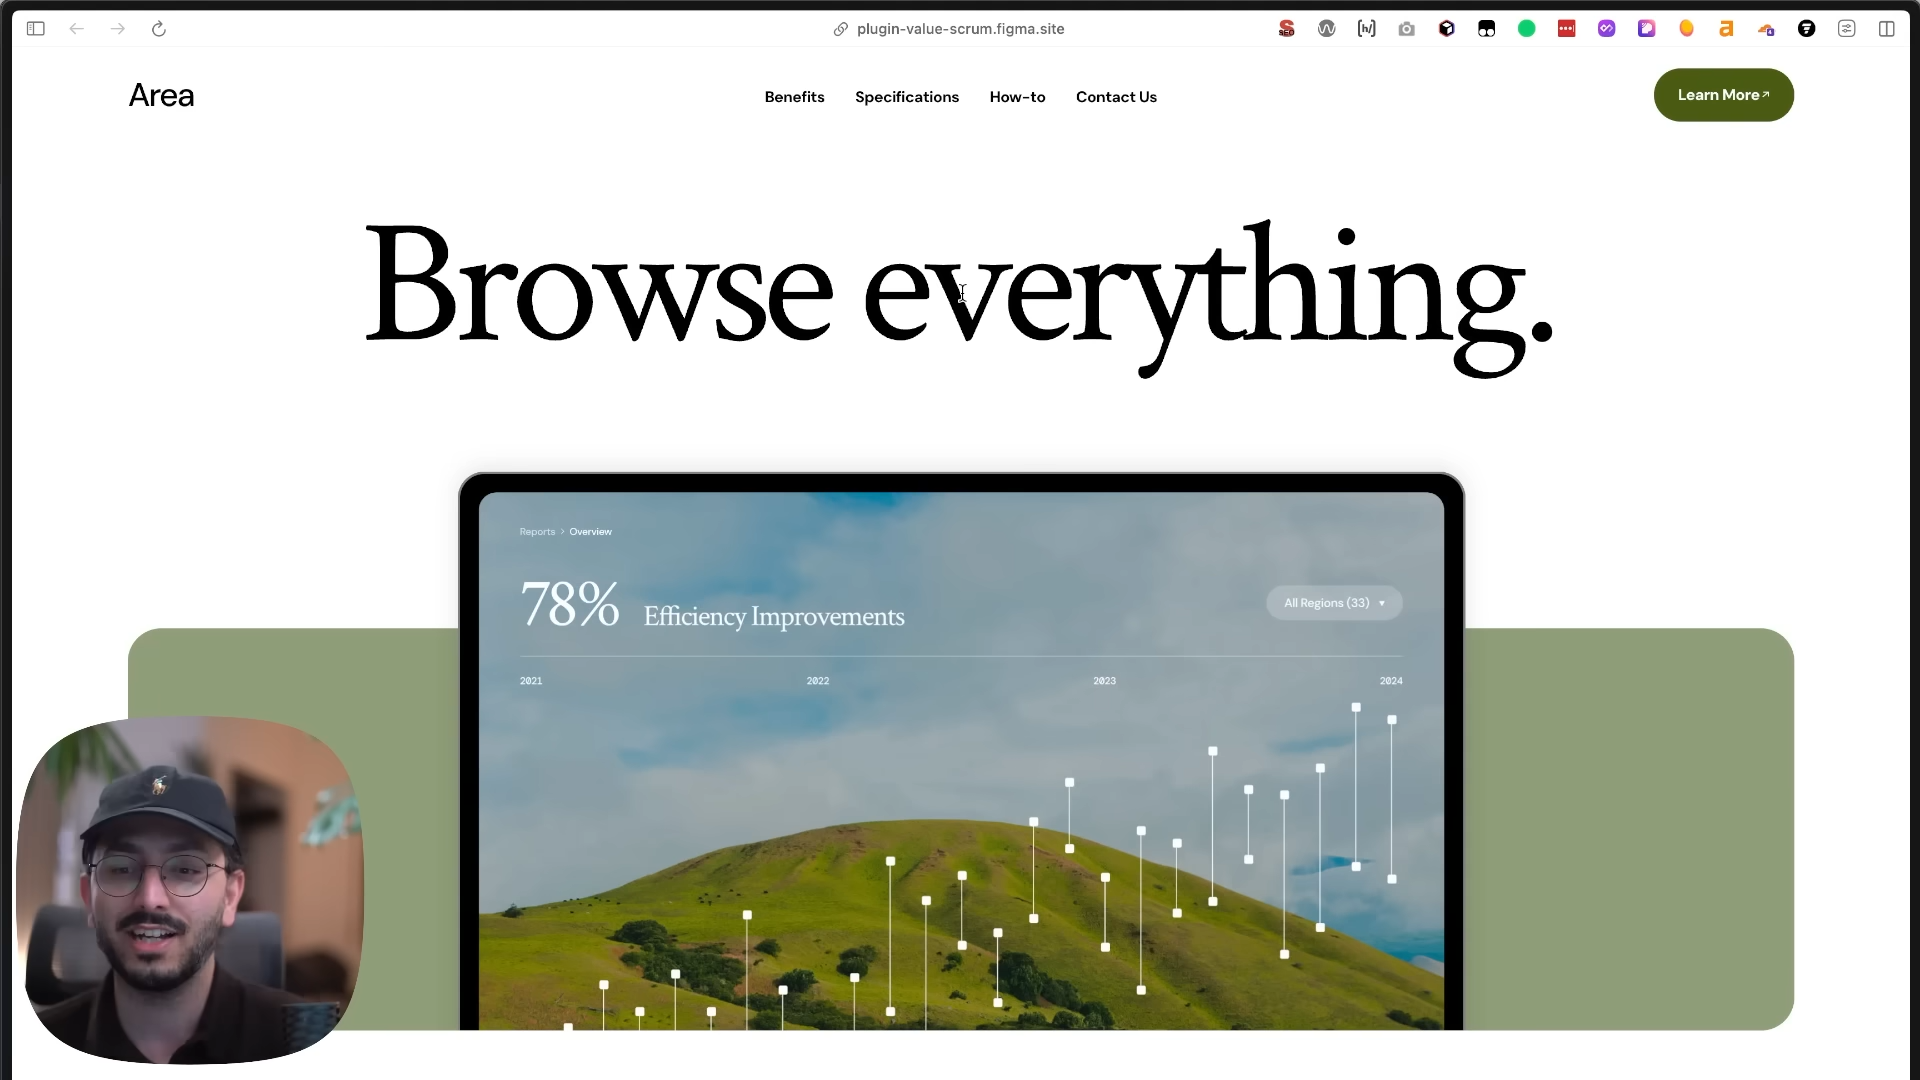 plugin-value-scrum.figma.site
Area
Benefits
Specifications
How-to
Contact Us
Learn More↗
Browse everything.
Reports > Overview
78% Efficiency Improvements
All Regions (33) ▼
2021 2022 2023 2024